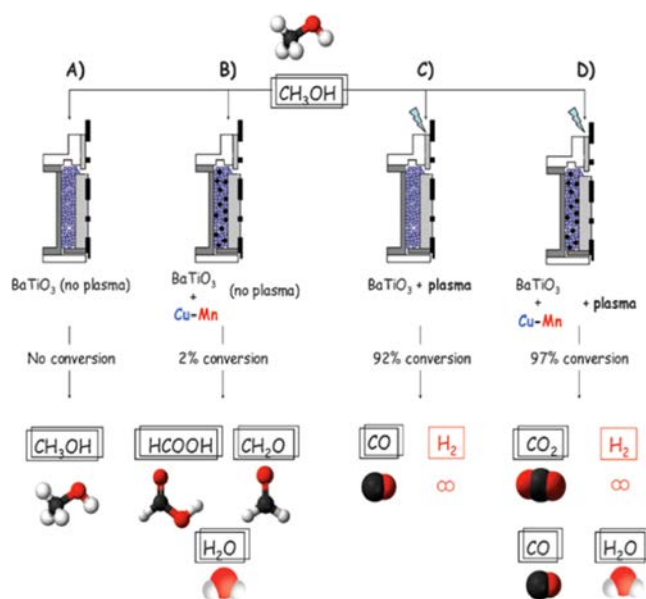 A)
B)
C)
D)
CH₃OH
BaTiO₃ (no plasma)
BaTiO₃
+
Cu-Mn
(no plasma)
BaTiO₃ + plasma
BaTiO₃
+
Cu-Mn
+ plasma
No conversion
2% conversion
92% conversion
97% conversion
CH₃OH
HCOOH
CH₂O
H₂O
CO
H₂
CO₂
H₂
CO
H₂O